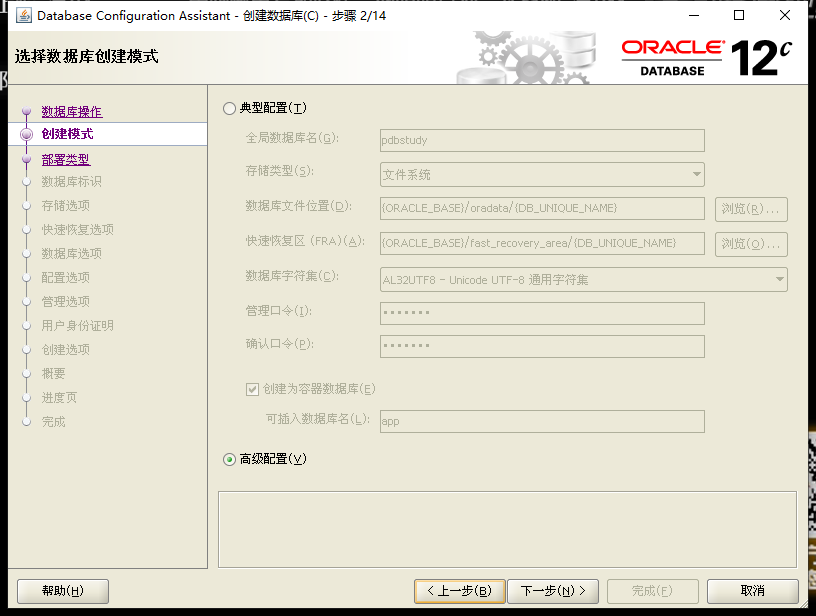 Database Configuration Assistant - 创建数据库(C) - 步骤 2/14
选择数据库创建模式
ORACLE®
DATABASE
12c
数据库操作
创建模式
部署类型
数据库标识
存储选项
快速恢复选项
数据库选项
配置选项
管理选项
用户身份证明
创建选项
概要
进度页
完成
典型配置(T)
全局数据库名(G): pdbstudy
存储类型(S): 文件系统
数据库文件位置(D): {ORACLE_BASE}/oradata/{DB_UNIQUE_NAME} 浏览(R)...
快速恢复区 (FRA)(A): {ORACLE_BASE}/fast_recovery_area/{DB_UNIQUE_NAME} 浏览(O)...
数据库字符集(C): AL32UTF8 - Unicode UTF-8 通用字符集
管理口令(I): •••••••
确认口令(P): •••••••
创建为容器数据库(E)
可插入数据库名(L): app
高级配置(V)
帮助(H) < 上一步(B) 下一步(N) > 完成(F) 取消